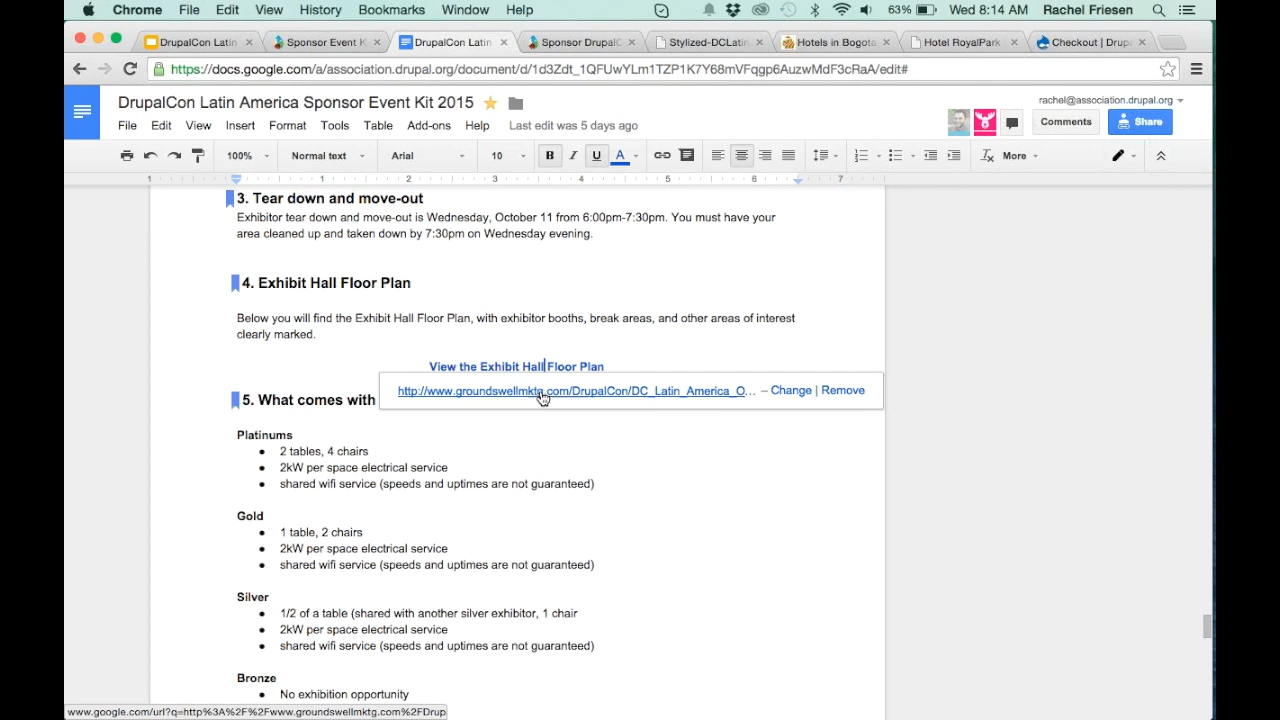 Chrome File Edit View History Bookmarks Window Help 63% Wed 8:14 AM Rachel Friesen
DrupalCon Latin Sponsor Event K DrupalCon Latin Sponsor DrupalC Stylized-DCLatin Hotels in Bogota Hotel RoyalPark Checkout | Drupa
https://docs.google.com/a/association.drupal.org/document/d/1d3Zdt_1QFUwYLm1TZP1K7Y68mVFqgp6AuzwMdF3cRaA/edit#
DrupalCon Latin America Sponsor Event Kit 2015
rachel@association.drupal.org
File Edit View Insert Format Tools Table Add-ons Help Last edit was 5 days ago
Comments Share
100% Normal text Arial 10 B I U A More
1 1 2 3 4 5 6 7
3. Tear down and move-out
Exhibitor tear down and move-out is Wednesday, October 11 from 6:00pm-7:30pm. You must have your
area cleaned up and taken down by 7:30pm on Wednesday evening.
4. Exhibit Hall Floor Plan
Below you will find the Exhibit Hall Floor Plan, with exhibitor booths, break areas, and other areas of interest
clearly marked.
View the Exhibit Hall Floor Plan
http://www.groundswellmktg.com/DrupalCon/DC_Latin_America_O... – Change | Remove
5. What comes with
Platinums
● 2 tables, 4 chairs
● 2kW per space electrical service
● shared wifi service (speeds and uptimes are not guaranteed)
Gold
● 1 table, 2 chairs
● 2kW per space electrical service
● shared wifi service (speeds and uptimes are not guaranteed)
Silver
● 1/2 of a table (shared with another silver exhibitor, 1 chair
● 2kW per space electrical service
● shared wifi service (speeds and uptimes are not guaranteed)
Bronze
● No exhibition opportunity
www.google.com/url?q=http%3A%2F%2Fwww.groundswellmktg.com%2FDrup